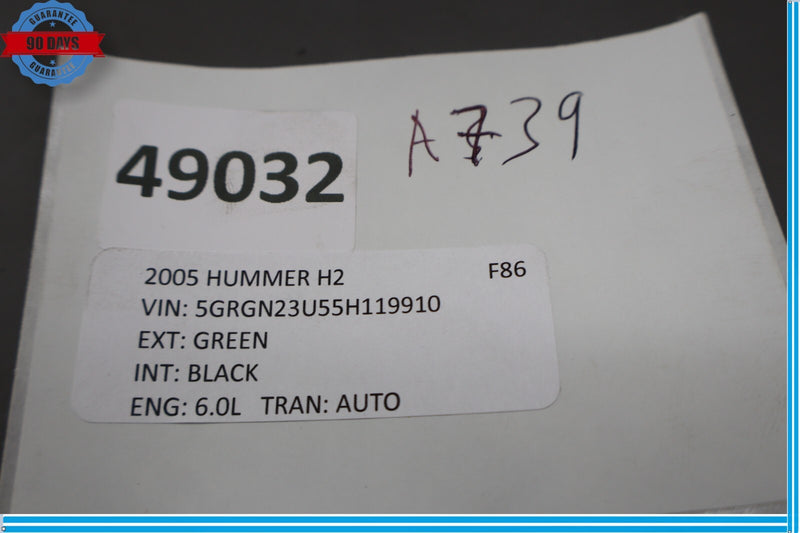 GUARANTEE
90 DAYS
49032
A739
2005 HUMMER H2 F86
VIN: 5GRGN23U55H119910
EXT: GREEN
INT: BLACK
ENG: 6.0L TRAN: AUTO